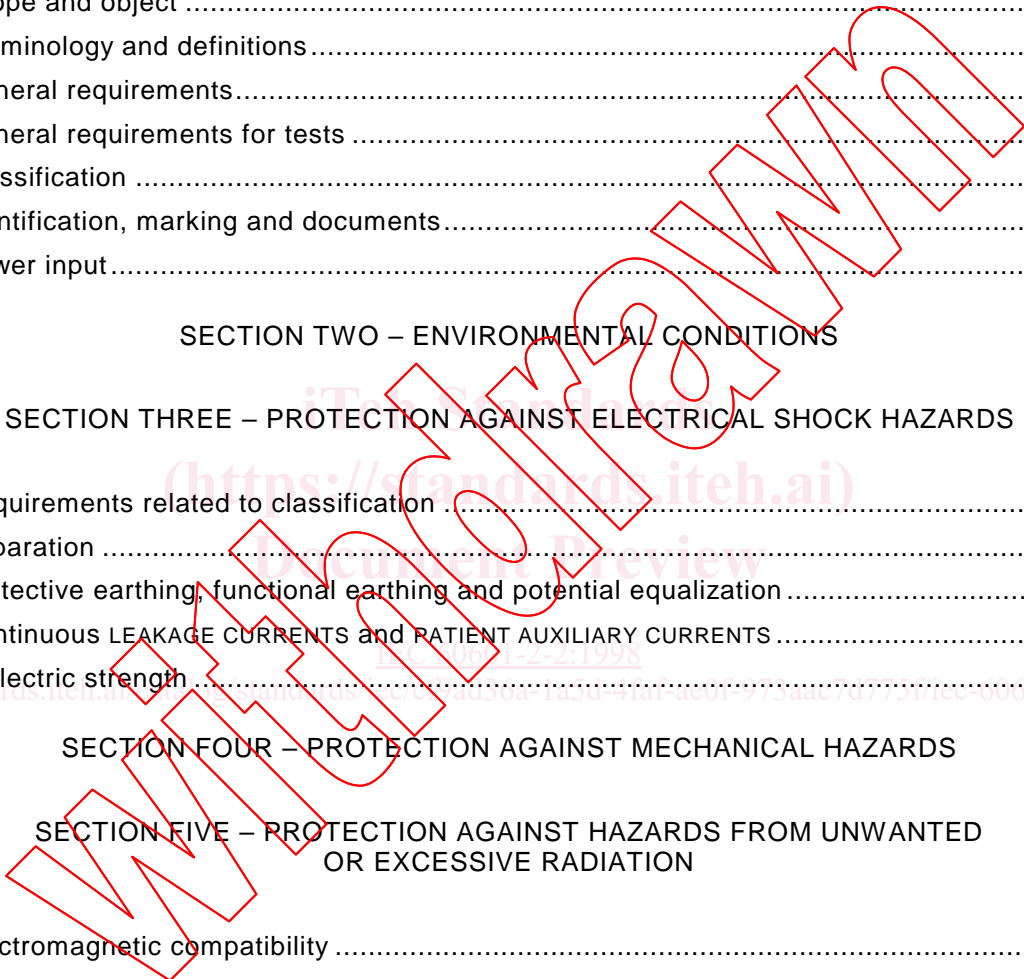 ope and object ................................................................
minology and definitions ................................................................
neral requirements ................................................................
neral requirements for tests ................................................................
ssification ................................................................
ntification, marking and documents ................................................................
wer input ................................................................
SECTION TWO – ENVIRONMENTAL CONDITIONS
iTeh Standards
SECTION THREE – PROTECTION AGAINST ELECTRICAL SHOCK HAZARDS
(https://standards.iteh.ai)
quirements related to classification ................................................................
paration ................................................................
Document Preview
tective earthing, functional earthing and potential equalization ................................
ntinuous LEAKAGE CURRENTS and PATIENT AUXILIARY CURRENTS ................................
IEC 60601-2-2:1998
electric strength ................................................................
SECTION FOUR – PROTECTION AGAINST MECHANICAL HAZARDS
SECTION FIVE – PROTECTION AGAINST HAZARDS FROM UNWANTED
OR EXCESSIVE RADIATION
ctromagnetic compatibility ................................................................
Withdrawn